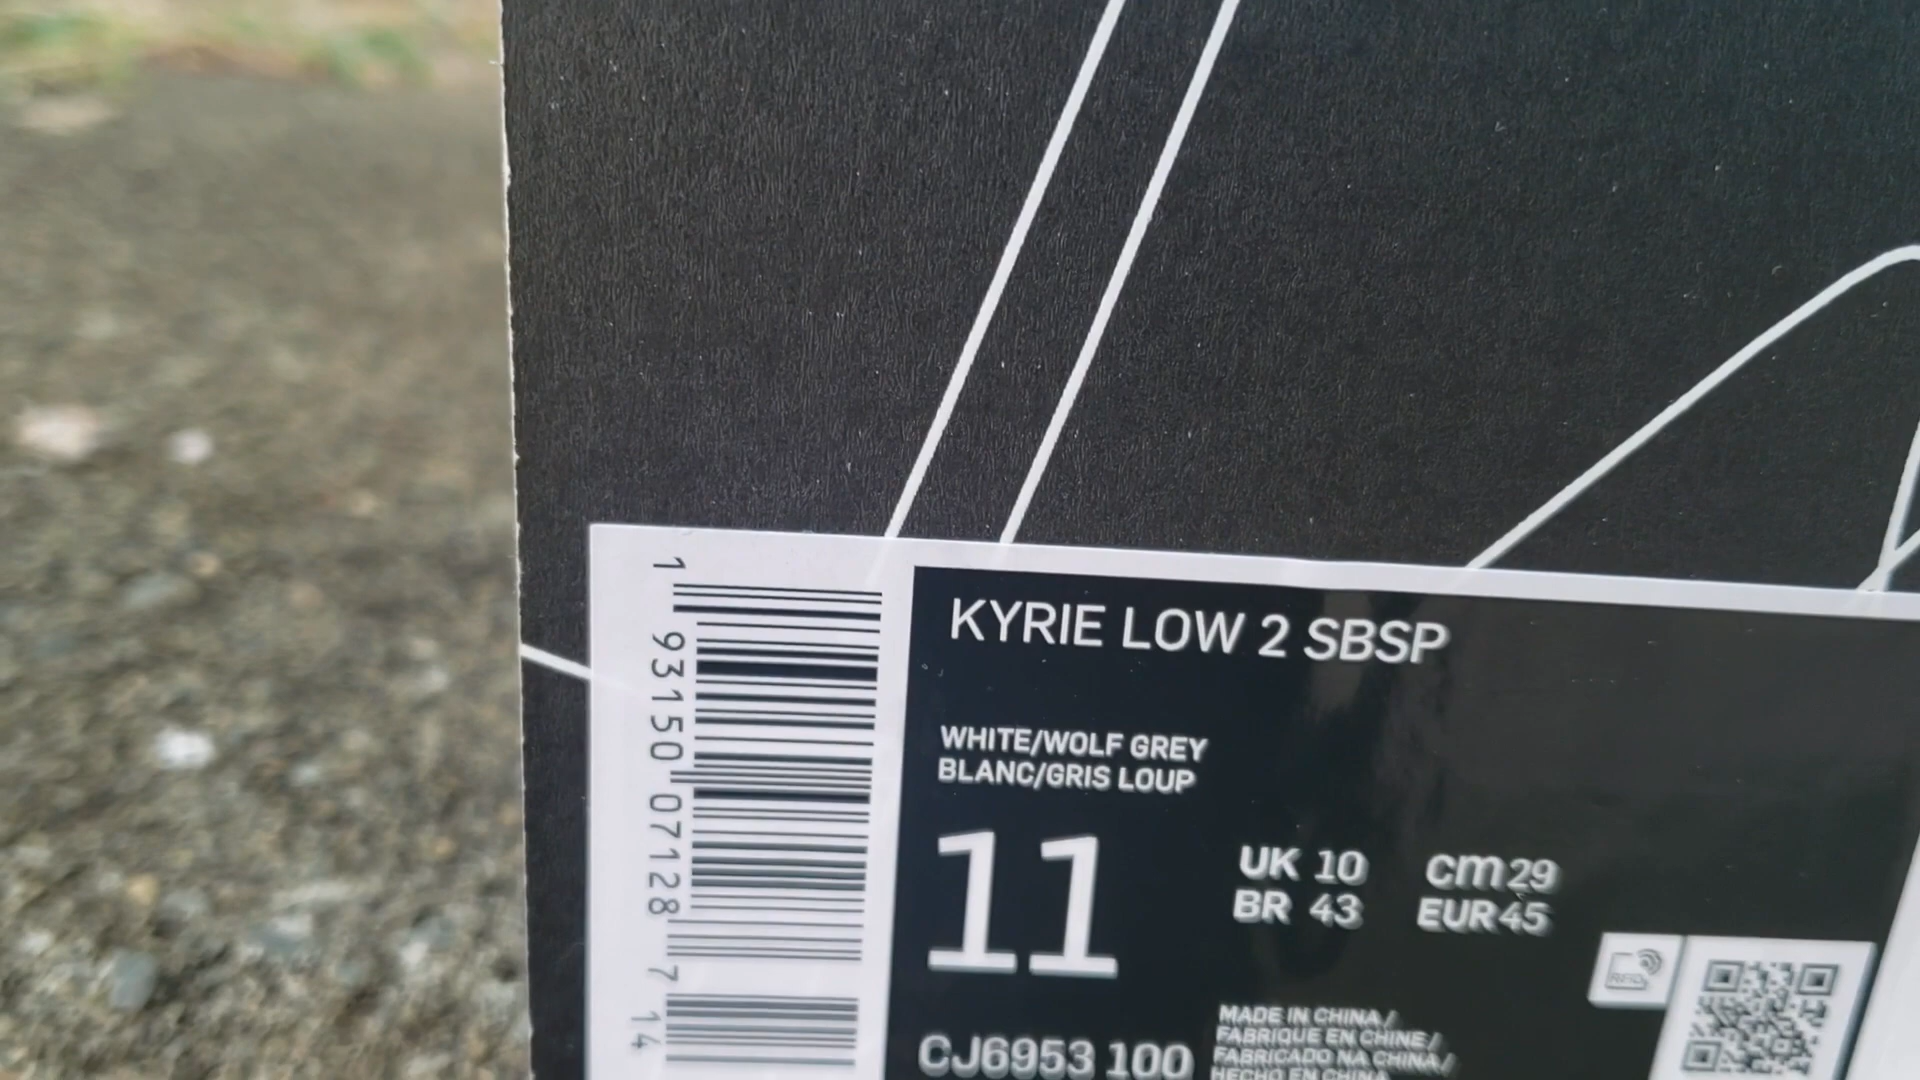 1 93150 07128 7 14
KYRIE LOW 2 SBSP
WHITE/WOLF GREY
BLANC/GRIS LOUP
11
UK 10 cm 29
BR 43 EUR 45
RFID
CJ6953 100
MADE IN CHINA/
FABRIQUE EN CHINE/
FABRICADO NA CHINA/
HECHO EN CHINA